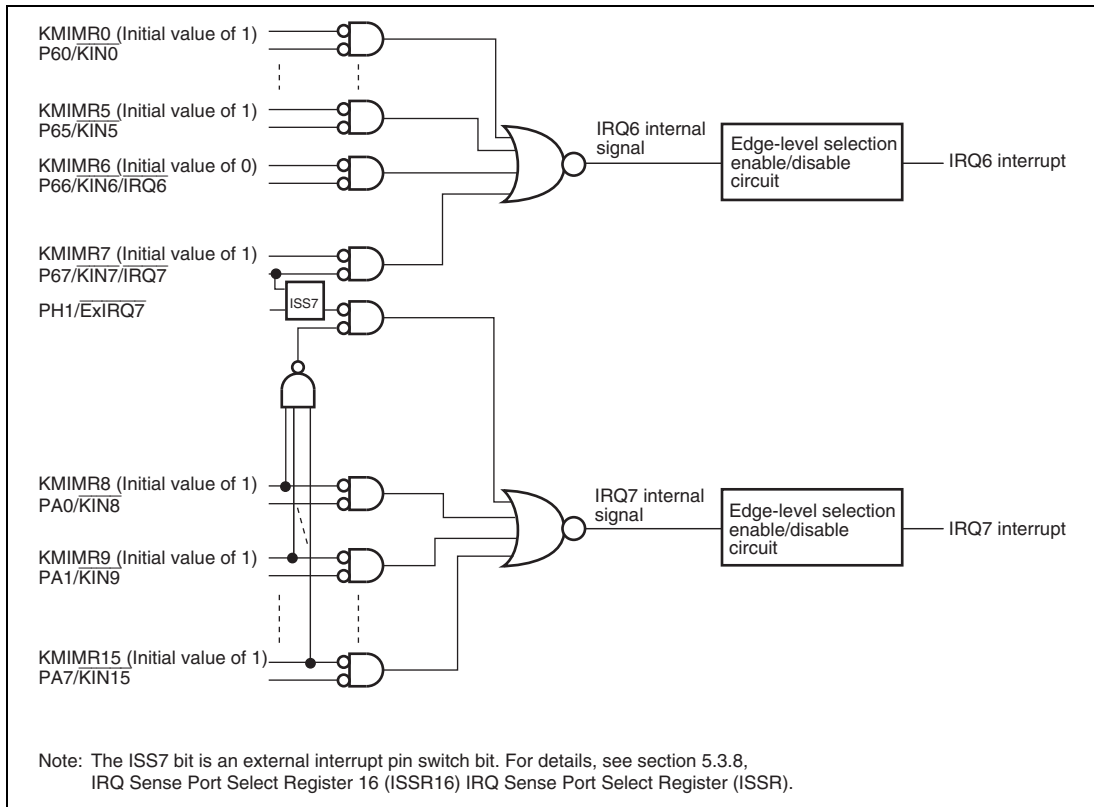 KMIMR0 (Initial value of 1)
P60/KIN0
KMIMR5 (Initial value of 1)
P65/KIN5
KMIMR6 (Initial value of 0)
P66/KIN6/IRQ6
KMIMR7 (Initial value of 1)
P67/KIN7/IRQ7
PH1/ExIRQ7
ISS7
IRQ6 internal
signal
Edge-level selection
enable/disable
circuit
IRQ6 interrupt
KMIMR8 (Initial value of 1)
PA0/KIN8
KMIMR9 (Initial value of 1)
PA1/KIN9
KMIMR15 (Initial value of 1)
PA7/KIN15
IRQ7 internal
signal
Edge-level selection
enable/disable
circuit
IRQ7 interrupt
Note: The ISS7 bit is an external interrupt pin switch bit. For details, see section 5.3.8,
IRQ Sense Port Select Register 16 (ISSR16) IRQ Sense Port Select Register (ISSR).